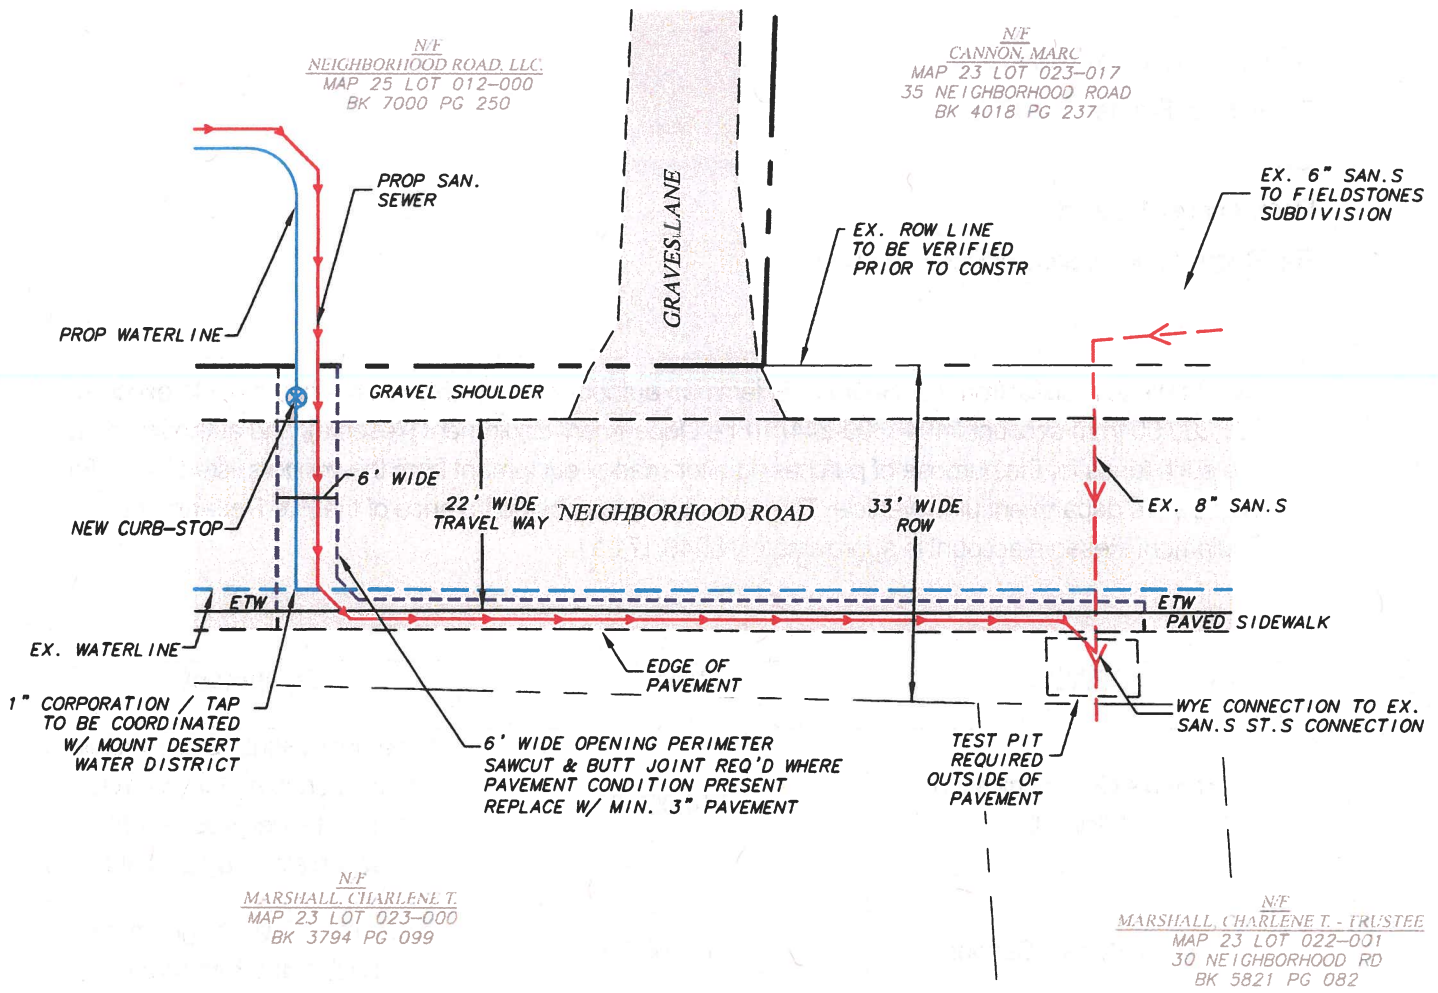 N/F
NEIGHBORHOOD ROAD, LLC.
MAP 25 LOT 012-000
BK 7000 PG 250
N/F
CANNON, MARC
MAP 23 LOT 023-017
35 NEIGHBORHOOD ROAD
BK 4018 PG 237
PROP SAN.
SEWER
GRAVES LANE
EX. ROW LINE
TO BE VERIFIED
PRIOR TO CONSTR
EX. 6" SAN.S
TO FIELDSTONES
SUBDIVISION
PROP WATERLINE
GRAVEL SHOULDER
6' WIDE
22' WIDE
TRAVEL WAY
NEIGHBORHOOD ROAD
33' WIDE
ROW
EX. 8" SAN.S
NEW CURB-STOP
ETW
ETW
PAVED SIDEWALK
EX. WATERLINE
EDGE OF
PAVEMENT
1" CORPORATION / TAP
TO BE COORDINATED
W/ MOUNT DESERT
WATER DISTRICT
6' WIDE OPENING PERIMETER
SAWCUT & BUTT JOINT REQ'D WHERE
PAVEMENT CONDITION PRESENT
REPLACE W/ MIN. 3" PAVEMENT
TEST PIT
REQUIRED
OUTSIDE OF
PAVEMENT
WYE CONNECTION TO EX.
SAN.S ST.S CONNECTION
N/F
MARSHALL, CHARLENE T.
MAP 23 LOT 023-000
BK 3794 PG 099
N/F
MARSHALL, CHARLENE T. - TRUSTEE
MAP 23 LOT 022-001
30 NEIGHBORHOOD RD
BK 5821 PG 082